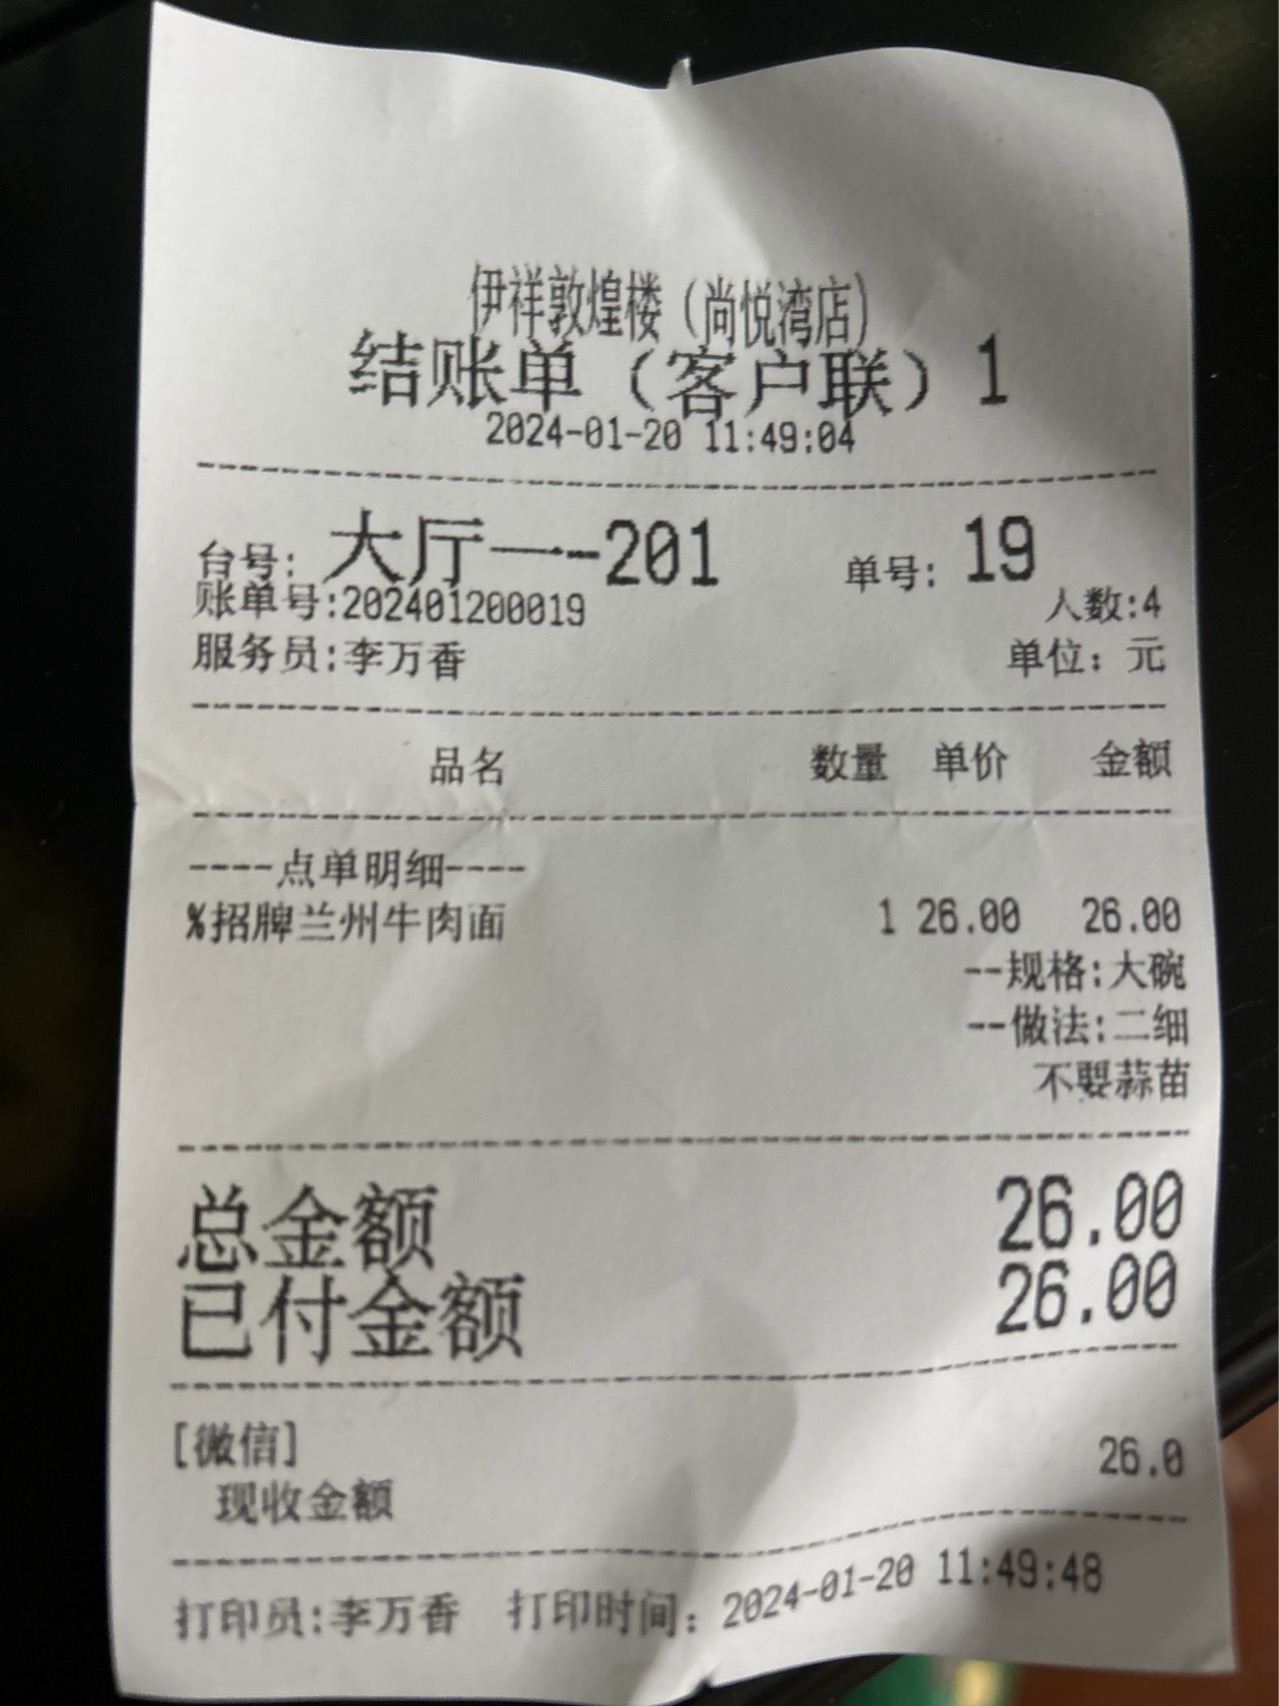 伊祥敦煌楼（尚悦湾店）
结账单（客户联）1
2024-01-20 11:49:04
台号: 大厅一-201 单号: 19
账单号:202401200019 人数:4
服务员:李万香 单位: 元
品名 数量 单价 金额
----点单明细----
%招牌兰州牛肉面 1 26.00 26.00
--规格:大碗
--做法:二细
不要蒜苗
总金额 26.00
已付金额 26.00
[微信] 26.0
现收金额
打印员:李万香 打印时间: 2024-01-20 11:49:48